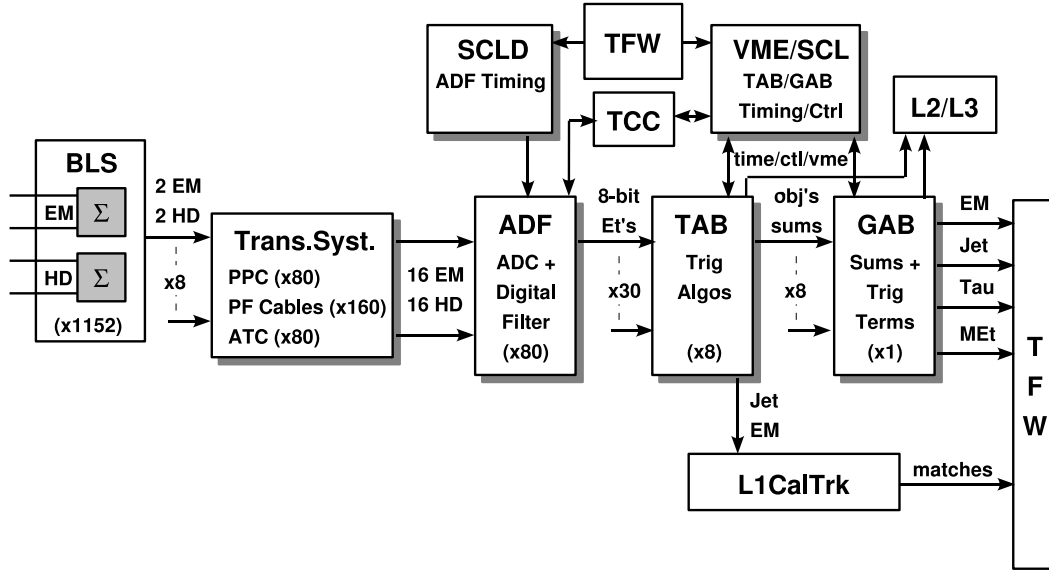 SCLD
ADF Timing
TFW
VME/SCL
TAB/GAB
Timing/Ctrl
TCC
L2/L3
time/ctl/vme
BLS
EM
Σ
HD
Σ
(x1152)
2 EM
2 HD
x8
Trans.Syst.
PPC (x80)
PF Cables (x160)
ATC (x80)
16 EM
16 HD
ADF
ADC +
Digital
Filter
(x80)
8-bit
Et's
x30
TAB
Trig
Algos
(x8)
obj's
sums
x8
GAB
Sums +
Trig
Terms
(x1)
EM
Jet
Tau
MEt
T
F
W
Jet
EM
L1CalTrk
matches